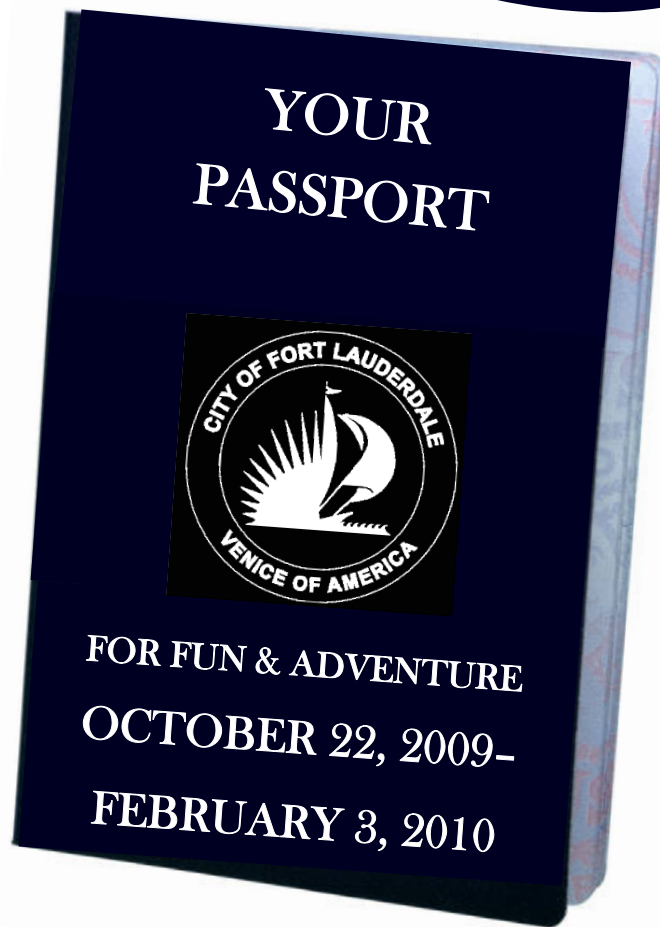 YOUR
PASSPORT
CITY OF FORT LAUDERDALE
VENICE OF AMERICA
FOR FUN & ADVENTURE
OCTOBER 22, 2009–
FEBRUARY 3, 2010